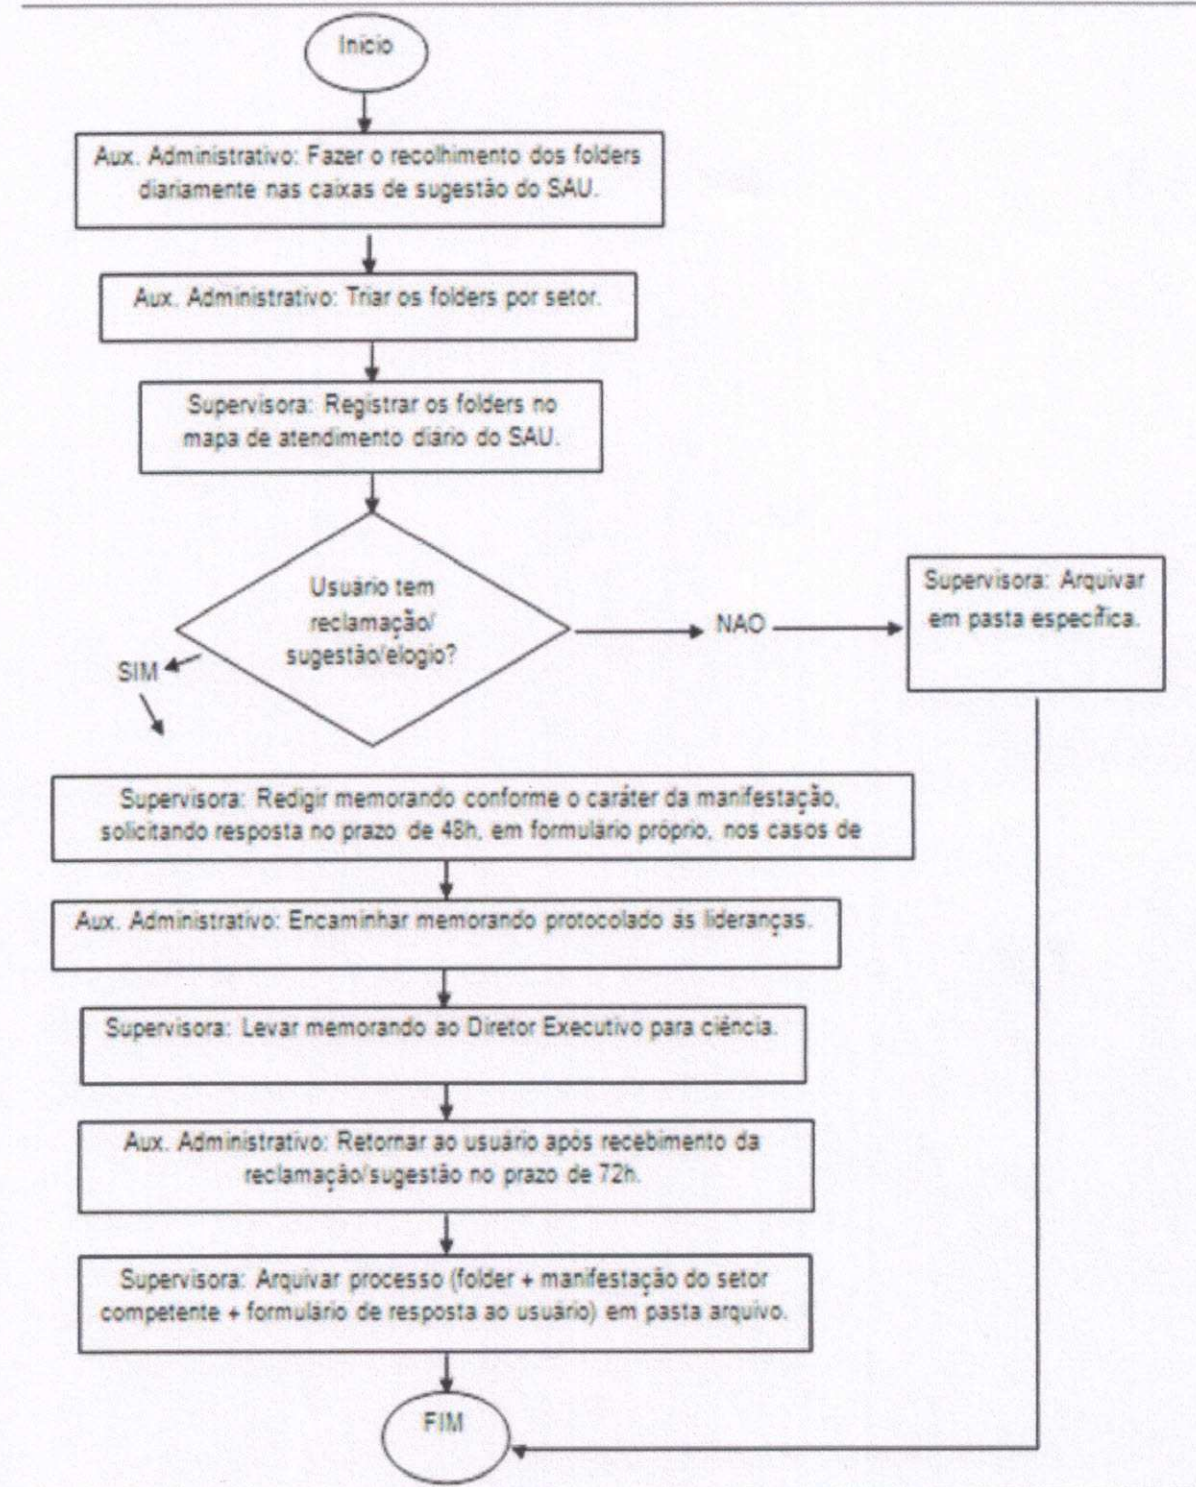 Início
Aux. Administrativo: Fazer o recolhimento dos folders
diariamente nas caixas de sugestão do SAU.
Aux. Administrativo: Triar os folders por setor.
Supervisora: Registrar os folders no
mapa de atendimento diário do SAU.
Usuário tem
reclamação/
sugestão/elogio?
NAO
Supervisora: Arquivar
em pasta específica.
SIM
Supervisora: Redigir memorando conforme o caráter da manifestação,
solicitando resposta no prazo de 48h, em formulário próprio, nos casos de
Aux. Administrativo: Encaminhar memorando protocolado ás lideranças.
Supervisora: Levar memorando ao Diretor Executivo para ciência.
Aux. Administrativo: Retornar ao usuário após recebimento da
reclamação/sugestão no prazo de 72h.
Supervisora: Arquivar processo (folder + manifestação do setor
competente + formulário de resposta ao usuário) em pasta arquivo.
FIM